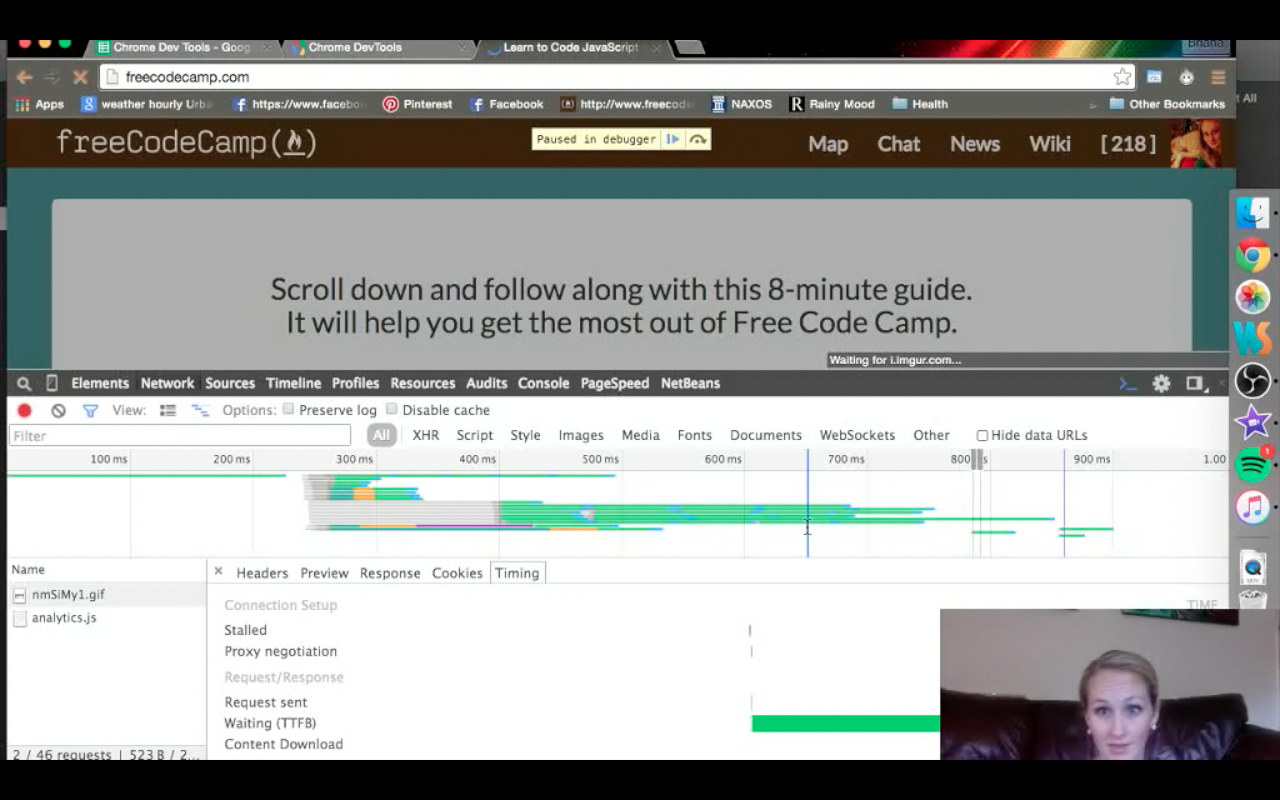 Chrome Dev Tools - Goog
Chrome DevTools
Learn to Code JavaScript
Briana
freecodecamp.com
Apps
weather hourly Urba
https://www.facebo
Pinterest
Facebook
http://www.freecode
NAXOS
Rainy Mood
Health
»
Other Bookmarks
t All
freeCodeCamp( )
Paused in debugger
Map Chat News Wiki [ 218 ]
Scroll down and follow along with this 8-minute guide.
It will help you get the most out of Free Code Camp.
Waiting for i.imgur.com...
Elements Network Sources Timeline Profiles Resources Audits Console PageSpeed NetBeans
View: Options: Preserve log Disable cache
Filter
All XHR Script Style Images Media Fonts Documents WebSockets Other Hide data URLs
100 ms 200 ms 300 ms 400 ms 500 ms 600 ms 700 ms 800 s 900 ms 1.00
Name
× Headers Preview Response Cookies Timing
nmSiMy1.gif
analytics.js
Connection Setup TIME
Stalled
Proxy negotiation
Request/Response
Request sent
Waiting (TTFB)
Content Download
2 / 46 requests | 523 B / 2...
1